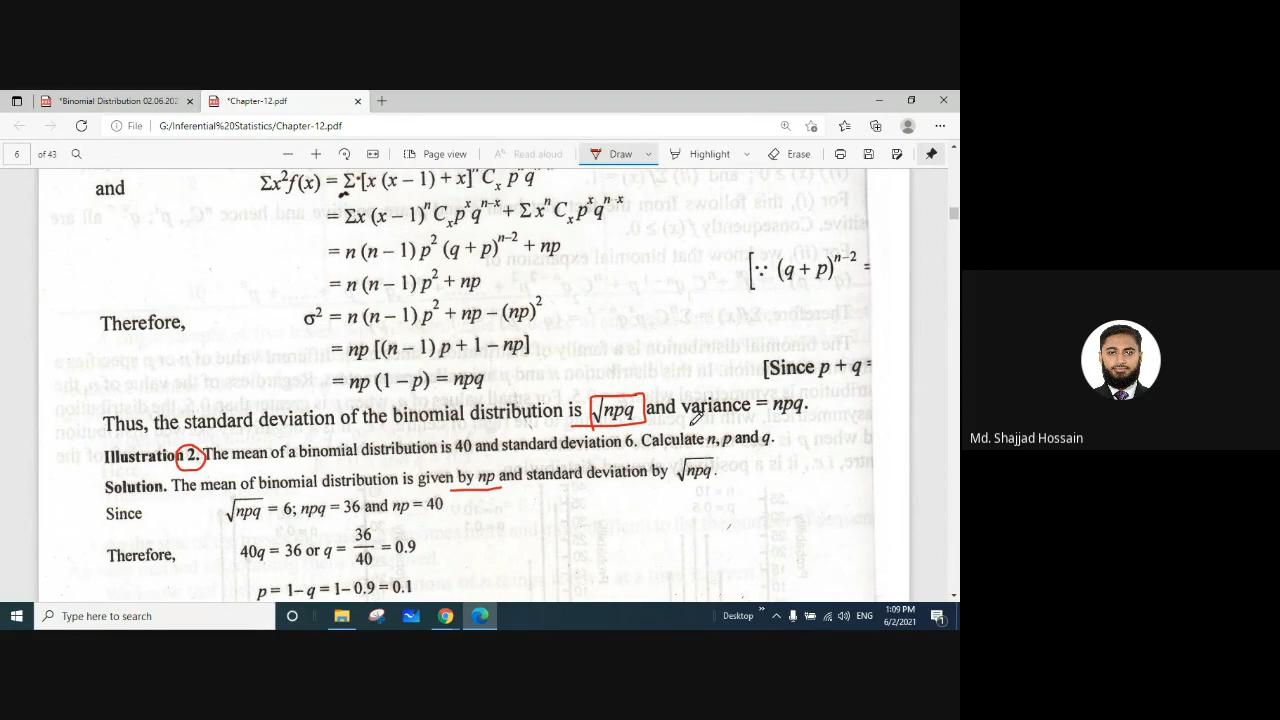 *Binomial Distribution 02.06.202
*Chapter-12.pdf
File G:/Inferential%20Statistics/Chapter-12.pdf
6 of 43 Page view Read aloud Draw Highlight Erase
and Σx²f(x) = Σ [x (x − 1) + x] ⁿCₓ pˣ qⁿ⁻ˣ
= Σx (x − 1) ⁿCₓ pˣ qⁿ⁻ˣ + Σ x ⁿCₓ pˣ qⁿ⁻ˣ
= n (n − 1) p² (q + p)ⁿ⁻² + np
[∵ (q + p)ⁿ⁻² =
= n (n − 1) p² + np
Therefore, σ² = n (n − 1) p² + np − (np)²
= np [(n − 1) p + 1 − np]
= np (1 − p) = npq [Since p + q =
Thus, the standard deviation of the binomial distribution is √npq and variance = npq.
Illustration 2. The mean of a binomial distribution is 40 and standard deviation 6. Calculate n, p and q.
Solution. The mean of binomial distribution is given by np and standard deviation by √npq.
Since √npq = 6; npq = 36 and np = 40
Therefore, 40q = 36 or q = 36/40 = 0.9
p = 1− q = 1− 0.9 = 0.1
Md. Shajjad Hossain
Type here to search
Desktop ENG 1:09 PM
6/2/2021